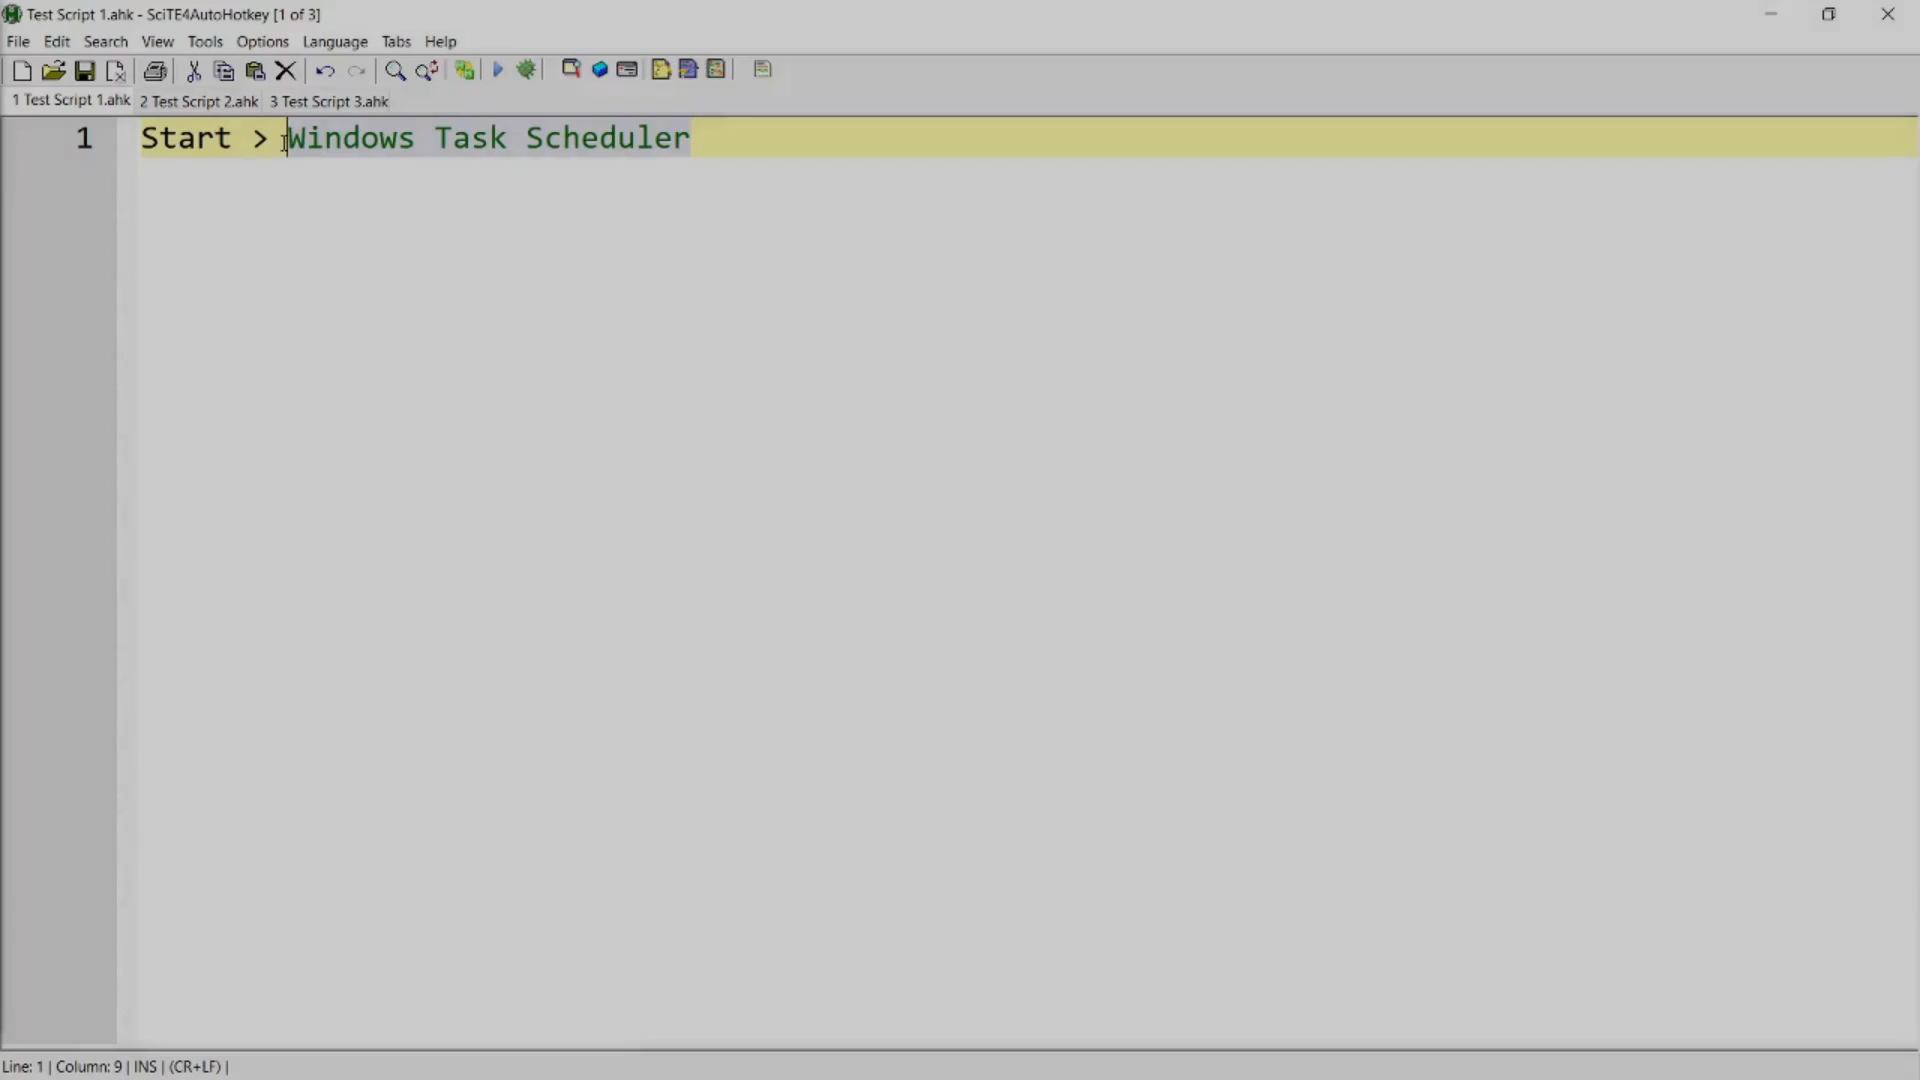 Test Script 1.ahk - SciTE4AutoHotkey [1 of 3]
File Edit Search View Tools Options Language Tabs Help
1 Test Script 1.ahk 2 Test Script 2.ahk 3 Test Script 3.ahk
1 Start > Windows Task Scheduler
Line: 1 | Column: 9 | INS | (CR+LF) |